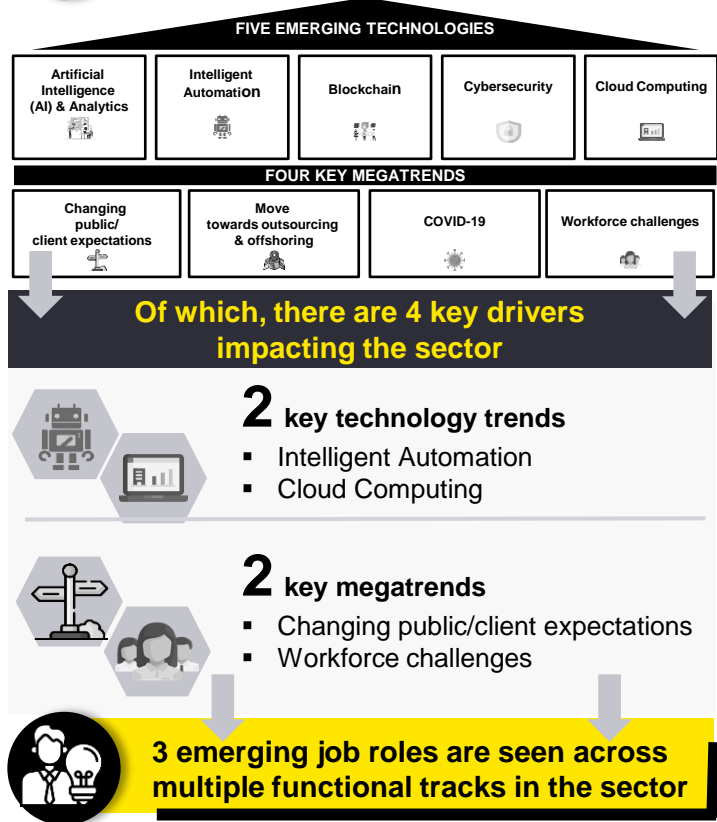 FIVE EMERGING TECHNOLOGIES
Artificial
Intelligence
(AI) & Analytics
Intelligent
Automation
Blockchain
Cybersecurity
Cloud Computing
FOUR KEY MEGATRENDS
Changing
public/
client expectations
Move
towards outsourcing
& offshoring
COVID-19
Workforce challenges
Of which, there are 4 key drivers
impacting the sector
2 key technology trends
▪ Intelligent Automation
▪ Cloud Computing
2 key megatrends
▪ Changing public/client expectations
▪ Workforce challenges
3 emerging job roles are seen across
multiple functional tracks in the sector